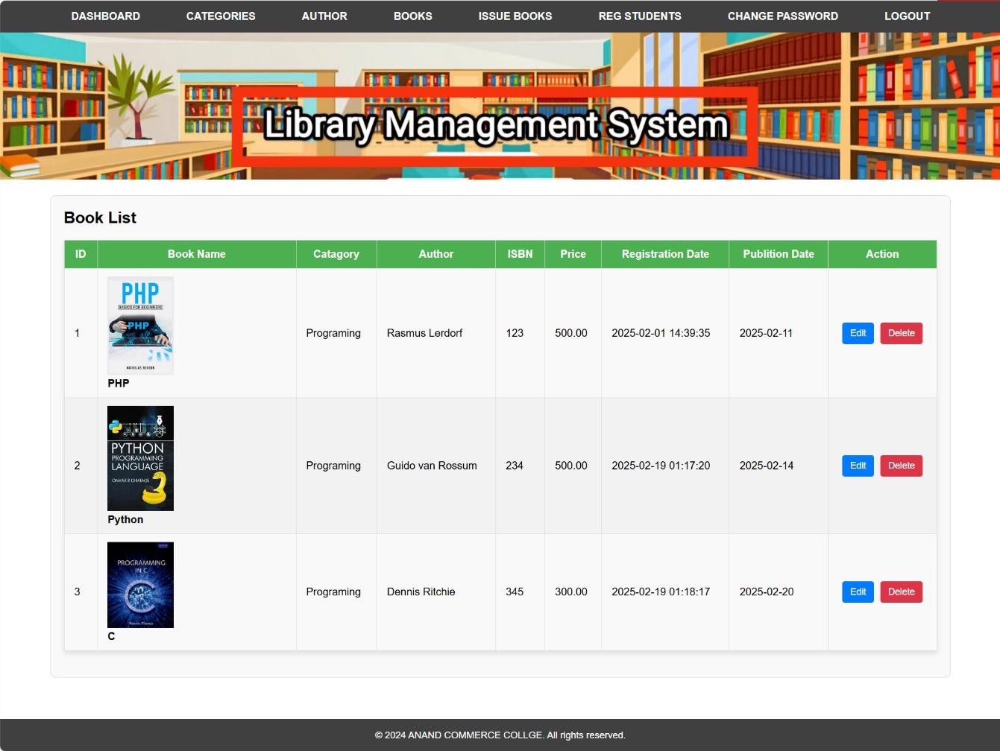 DASHBOARD CATEGORIES AUTHOR BOOKS ISSUE BOOKS REG STUDENTS CHANGE PASSWORD LOGOUT
Library Management System
Book List
ID Book Name Catagory Author ISBN Price Registration Date Publition Date Action
PHP
BASICS FOR BEGINNERS
PHP
NICHOLAS BENSON
1 Programing Rasmus Lerdorf 123 500.00 2025-02-01 14:39:35 2025-02-11 Edit Delete
PHP
PYTHON
PROGRAMMING
LANGUAGE
OMKAR R GHATAGE
2 Programing Guido van Rossum 234 500.00 2025-02-19 01:17:20 2025-02-14 Edit Delete
Python
PROGRAMMING
IN C
C
3 Programing Dennis Ritchie 345 300.00 2025-02-19 01:18:17 2025-02-20 Edit Delete
C
© 2024 ANAND COMMERCE COLLGE. All rights reserved.